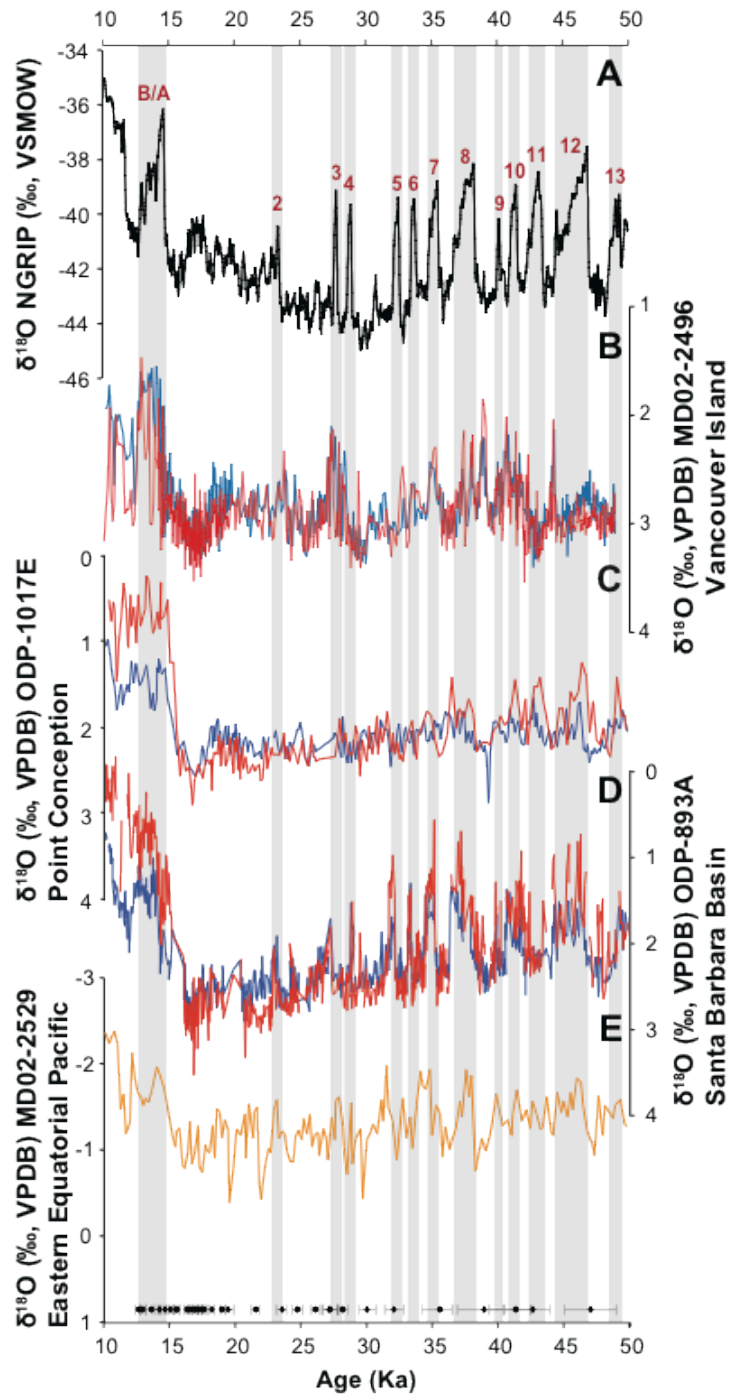 10 15 20 25 30 35 40 45 50
-34
-36
-38
-40
-42
-44
-46
δ¹⁸O NGRIP (‰, VSMOW)
A
B/A
2
3
4
5
6
7
8
9
10
11
12
13
B
1
2
3
4
δ¹⁸O (‰,VPDB) MD02-2496
Vancouver Island
C
0
1
2
3
4
δ¹⁸O (‰, VPDB) ODP-1017E
Point Conception
D
0
1
2
3
4
δ¹⁸O (‰, VPDB) ODP-893A
Santa Barbara Basin
E
-3
-2
-1
0
1
δ¹⁸O (‰, VPDB) MD02-2529
Eastern Equatorial Pacific
10 15 20 25 30 35 40 45 50
Age (Ka)